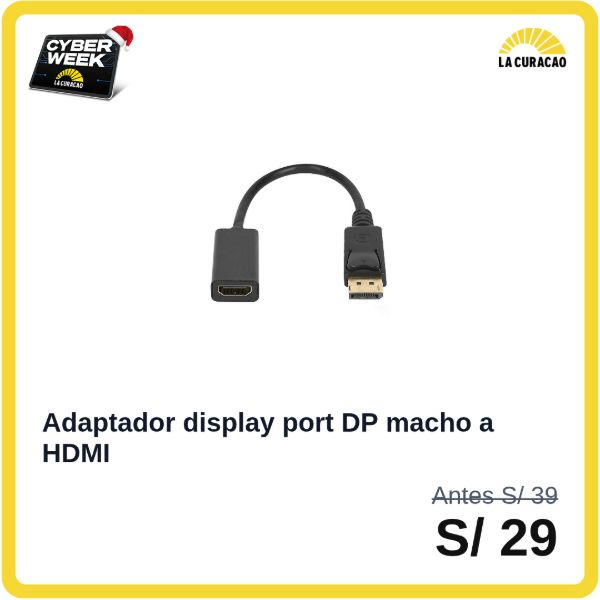 CYBER
WEEK
LA CURACAO
LA CURACAO
Adaptador display port DP macho a
HDMI
Antes S/ 39
S/ 29